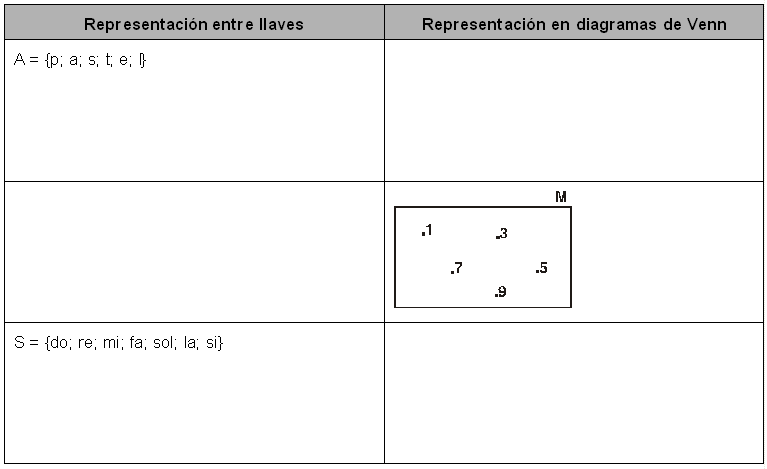 Representación entre llaves
Representación en diagramas de Venn
A = {p; a; s; t; e; l}
M
.1
.3
.7
.5
.9
S = {do; re; mi; fa; sol; la; si}